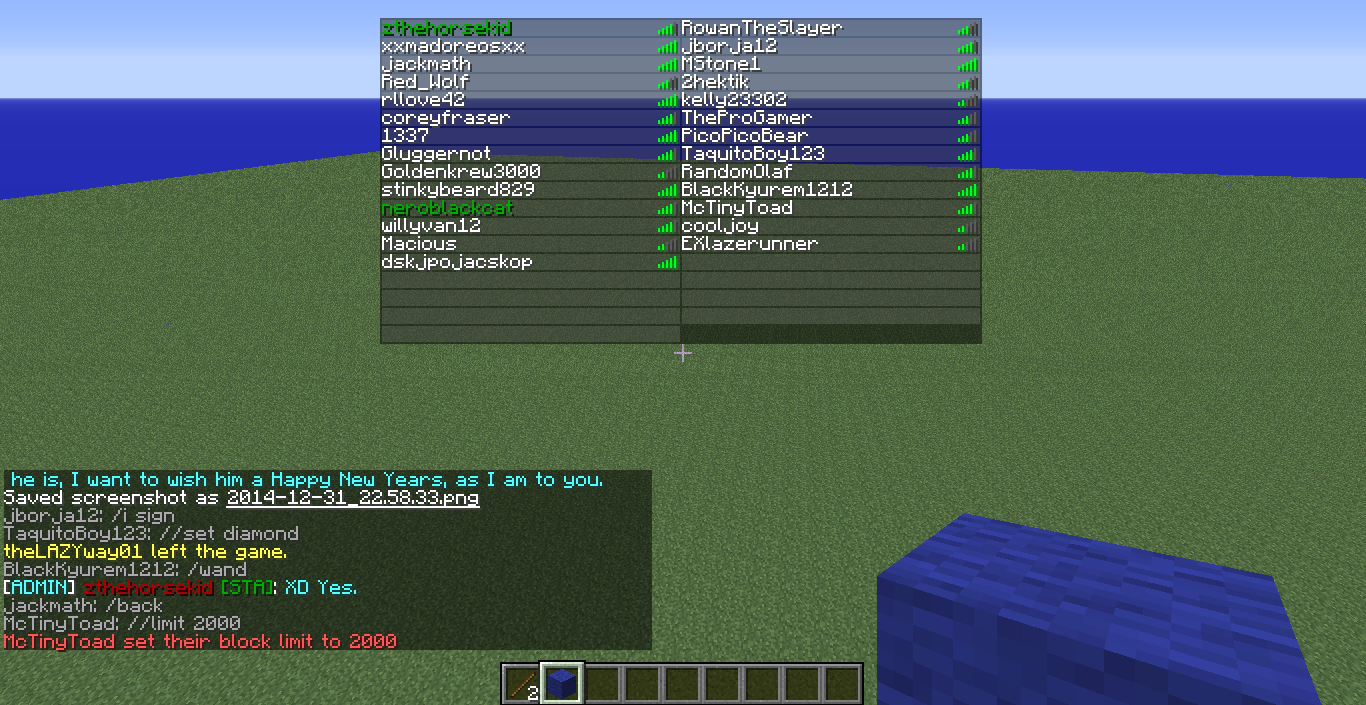 zthehorsekid
xxmadoreosxx
jackmath
Red_Wolf
rllove42
coreyfraser
1337
Gluggernot
Goldenkrew3000
stinkybeard829
neroblackcat
willyvan12
Macious
dskjpojacskop
RowanTheSlayer
jborja12
MStone1
2hektik
kelly23302
TheProGamer
PicoPicoBear
TaquitoBoy123
RandomOlaf
BlackKyurem1212
McTinyToad
cooljoy
EXlazerunner
he is, I want to wish him a Happy New Years, as I am to you.
Saved screenshot as 2014-12-31_22.58.33.png
jborja12: /i sign
TaquitoBoy123: //set diamond
theLAZYway01 left the game.
BlackKyurem1212: /wand
[ADMIN] zthehorsekid [STA]: XD Yes.
jackmath: /back
McTinyToad: //limit 2000
McTinyToad set their block limit to 2000
2